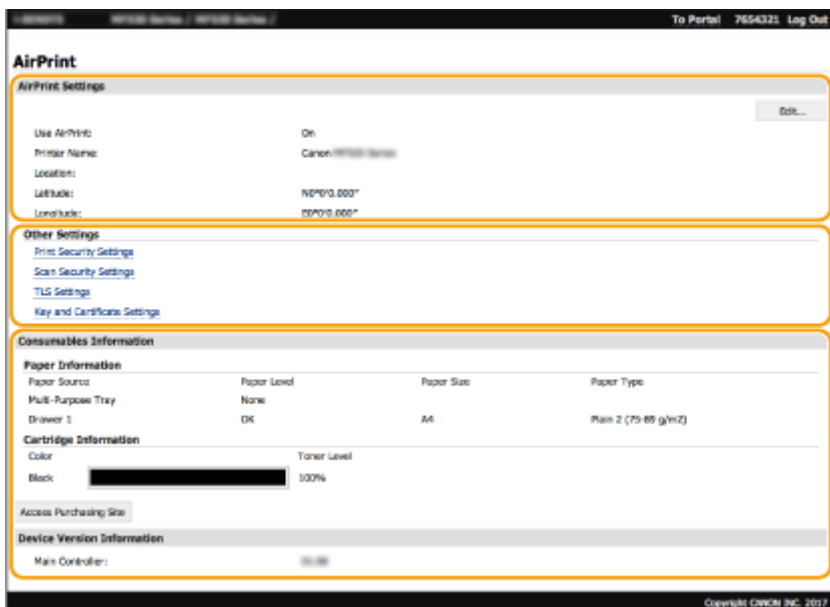 To Portal 7654321 Log Out
AirPrint
AirPrint Settings
Edit...
Use AirPrint: On
Printer Name: Canon
Location:
Latitude: N0°0'0.000"
Longitude: E0°0'0.000"
Other Settings
Print Security Settings
Scan Security Settings
TLS Settings
Key and Certificate Settings
Consumables Information
Paper Information
Paper Source Paper Level Paper Size Paper Type
Multi-Purpose Tray None
Drawer 1 OK A4 Plain 2 (75-89 g/m2)
Cartridge Information
Color Toner Level
Black 100%
Access Purchasing Site
Device Version Information
Main Controller:
Copyright CANON INC. 2017